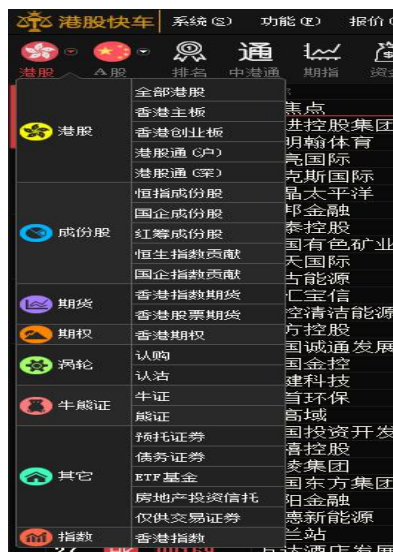 港股快车 系统(S) 功能(F) 报价(
港股 A股 排名 中港通 期指 资金
全部港股
香港主板
港股 香港创业板
港股通(沪)
港股通(深)
恒指成份股
国企成份股
成份股 红筹成份股
恒生指数贡献
国企指数贡献
期货 香港指数期货
香港股票期货
期权 香港期权
涡轮 认购
认沽
牛熊证 牛证
熊证
预托证券
债务证券
其它 ETF基金
房地产投资信托
仅供交易证券
指数 香港指数
焦点
进控股集团
明翰体育
亮国际
克斯国际
晶太平洋
邦金融
泰控股
国有色矿业
天国际
古能源
汇宝信
控清洁能源
方控股
国诚通发展
国金控
建科技
首环保
高域
国投资开发
喜控股
凌集团
国东方集团
阳金融
惠新能源
兰站